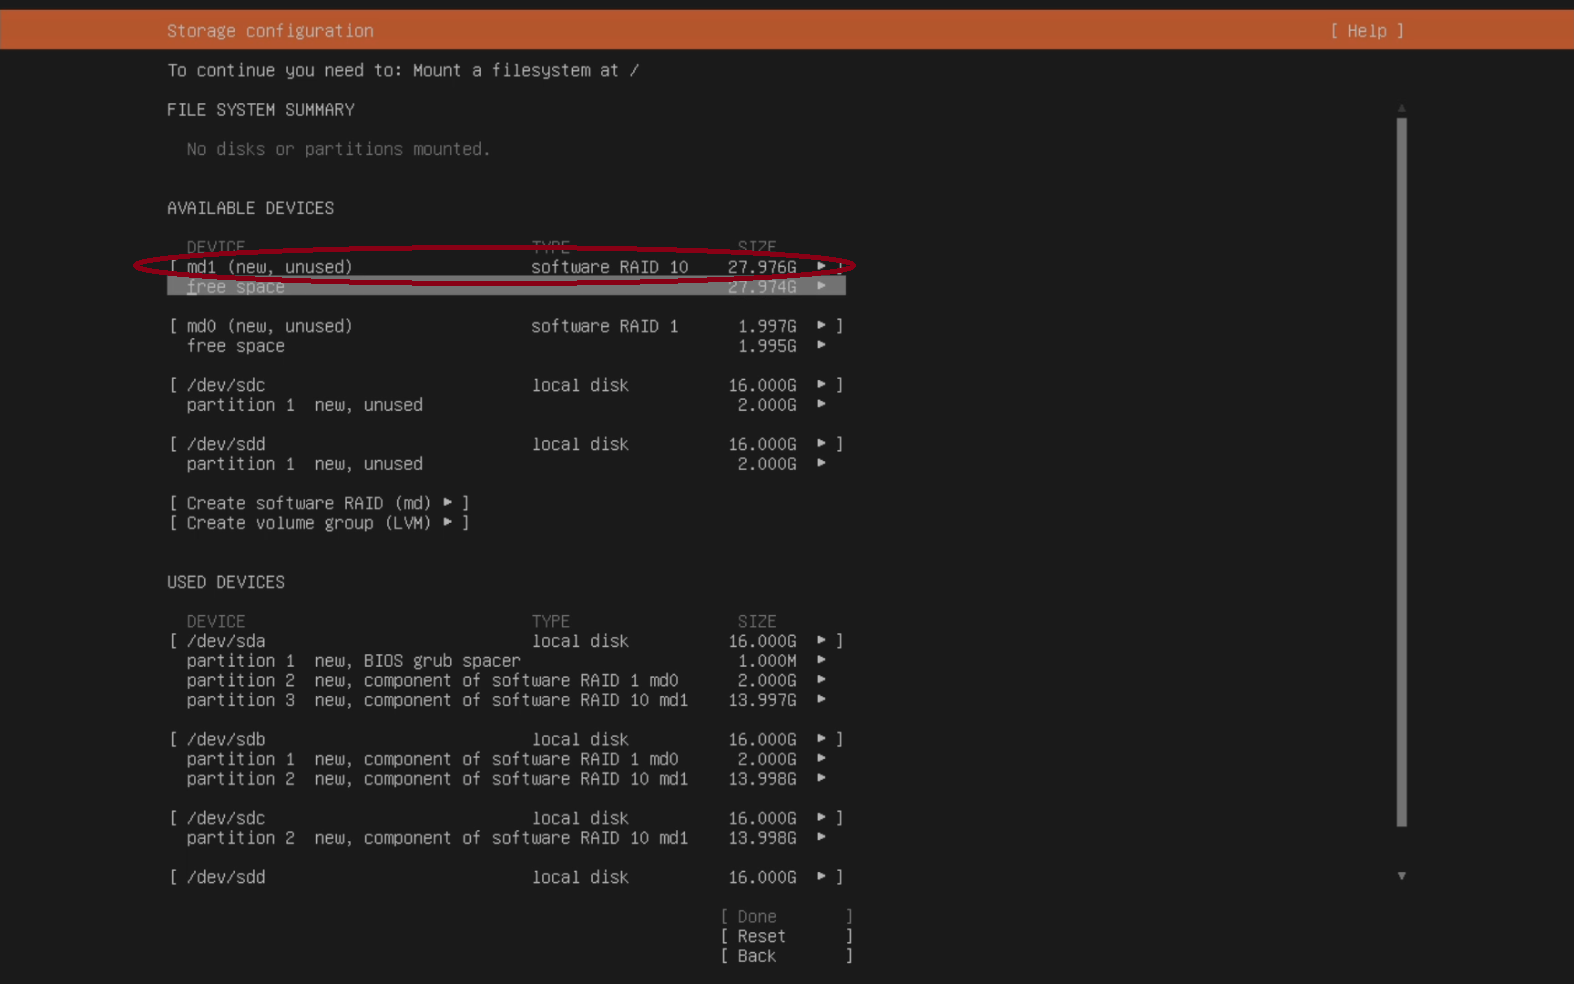 Storage configuration [ Help ]
To continue you need to: Mount a filesystem at /
FILE SYSTEM SUMMARY
No disks or partitions mounted.
AVAILABLE DEVICES
DEVICE TYPE SIZE
[ md1 (new, unused) software RAID 10 27.976G ▸ ]
free space 27.974G ▸
[ md0 (new, unused) software RAID 1 1.997G ▸ ]
free space 1.995G ▸
[ /dev/sdc local disk 16.000G ▸ ]
partition 1 new, unused 2.000G ▸
[ /dev/sdd local disk 16.000G ▸ ]
partition 1 new, unused 2.000G ▸
[ Create software RAID (md) ▸ ]
[ Create volume group (LVM) ▸ ]
USED DEVICES
DEVICE TYPE SIZE
[ /dev/sda local disk 16.000G ▸ ]
partition 1 new, BIOS grub spacer 1.000M ▸
partition 2 new, component of software RAID 1 md0 2.000G ▸
partition 3 new, component of software RAID 10 md1 13.997G ▸
[ /dev/sdb local disk 16.000G ▸ ]
partition 1 new, component of software RAID 1 md0 2.000G ▸
partition 2 new, component of software RAID 10 md1 13.998G ▸
[ /dev/sdc local disk 16.000G ▸ ]
partition 2 new, component of software RAID 10 md1 13.998G ▸
[ /dev/sdd local disk 16.000G ▸ ]
[ Done ]
[ Reset ]
[ Back ]